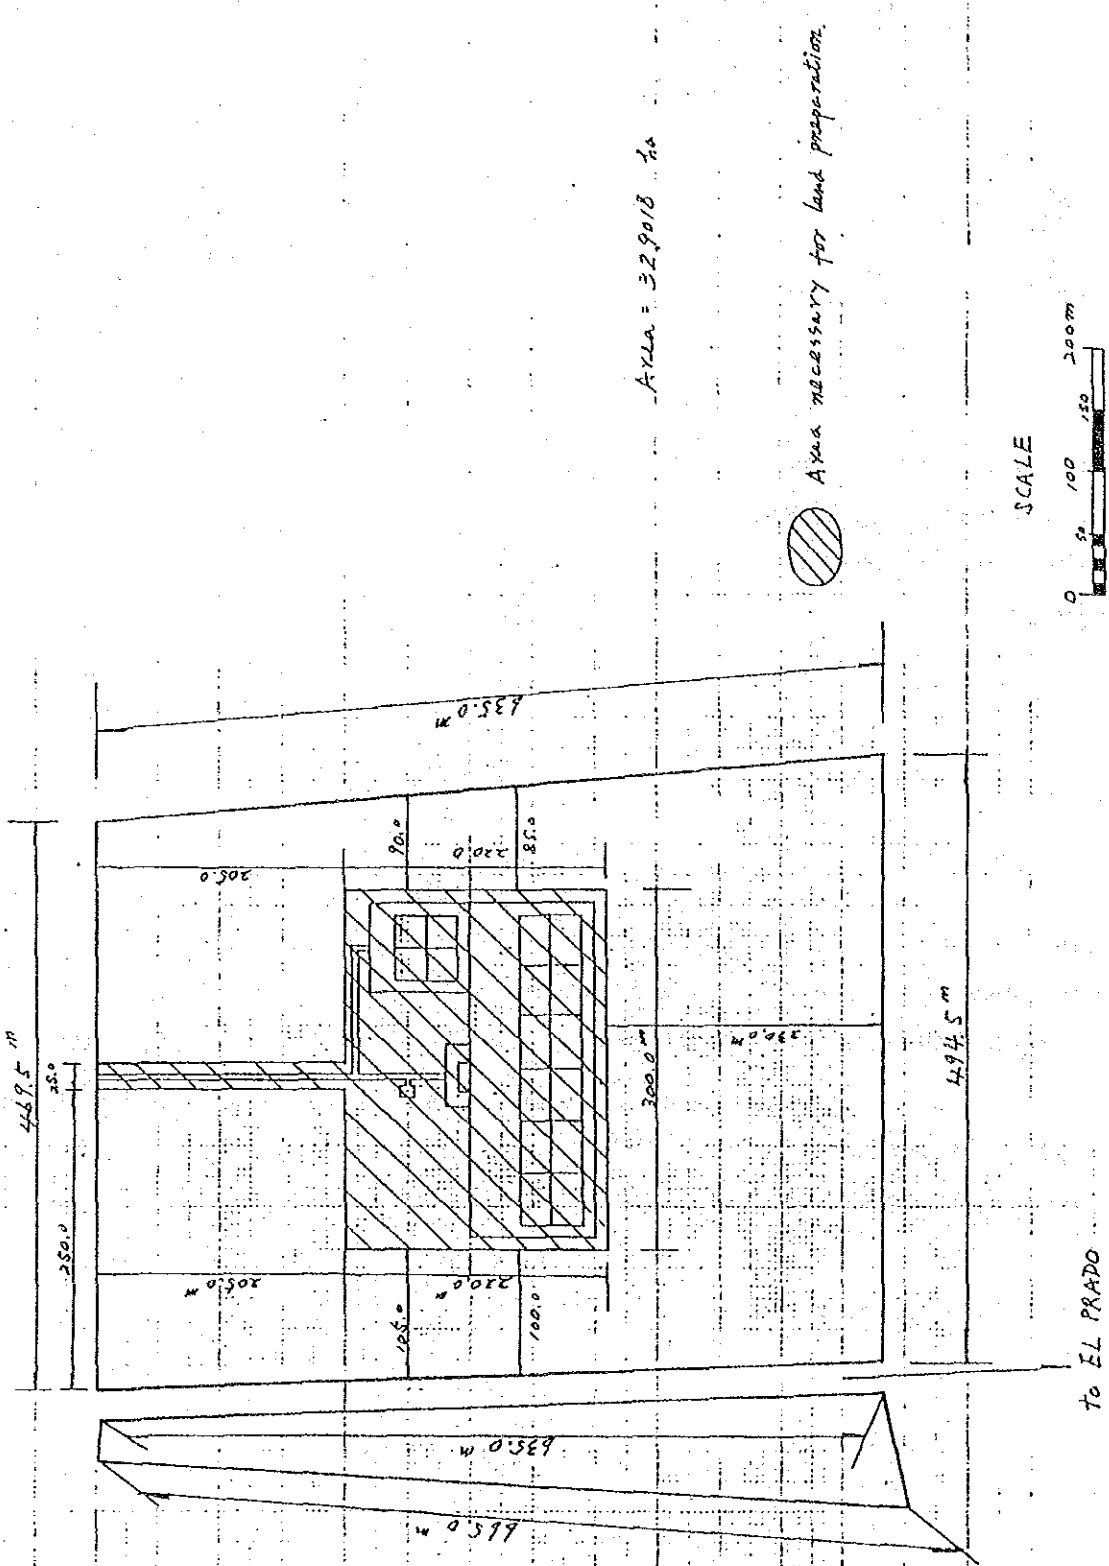 469.5 m
25.0
250.0
205.0 m
220.0 m
105.0
100.0
205.0
90.0
220.0
85.0
635.0 m
300.0 m
230.0 m
494.5 m
635.0 m
665.0 m
to EL PRADO
Area = 32.9018 ha
Area necessary for land preparation.
SCALE
0 50 100 150 200m